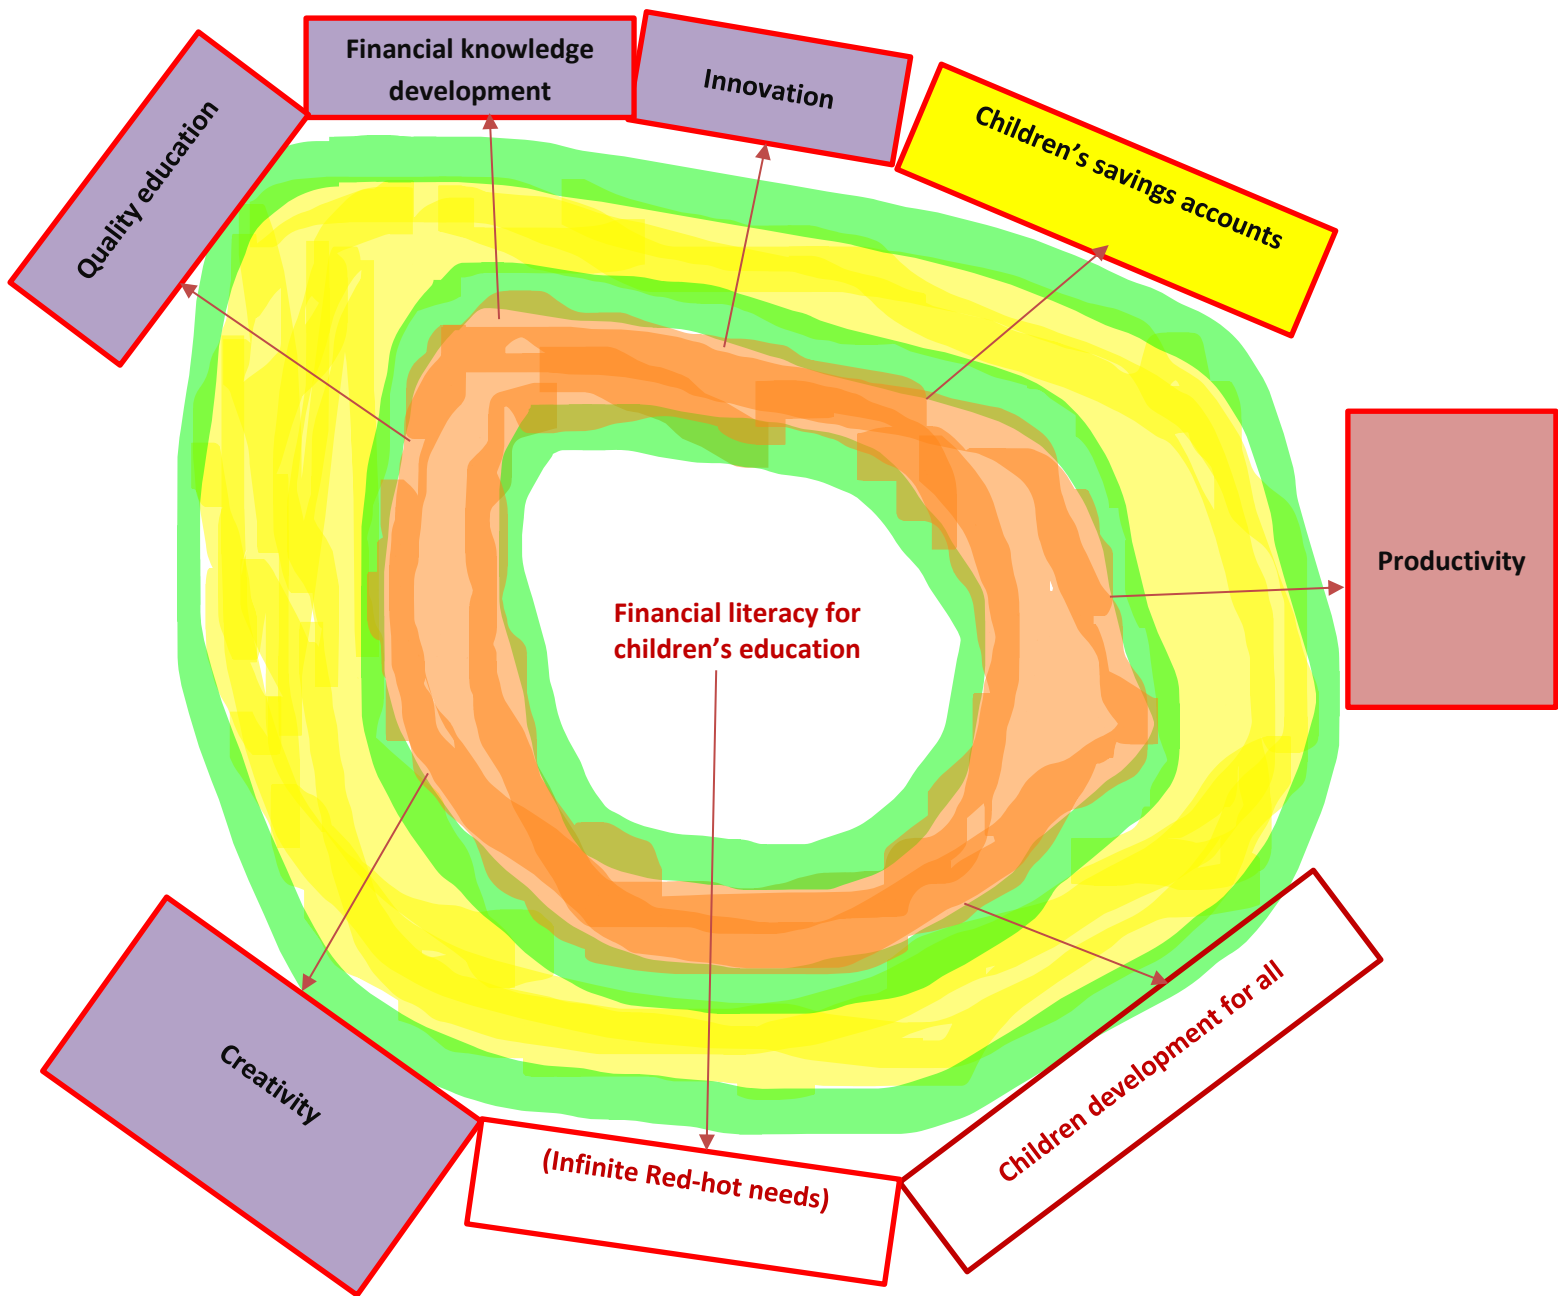 Financial knowledge
development
Innovation
Children’s savings accounts
Quality education
Productivity
Financial literacy for
children’s education
Children development for all
Creativity
(Infinite Red-hot needs)